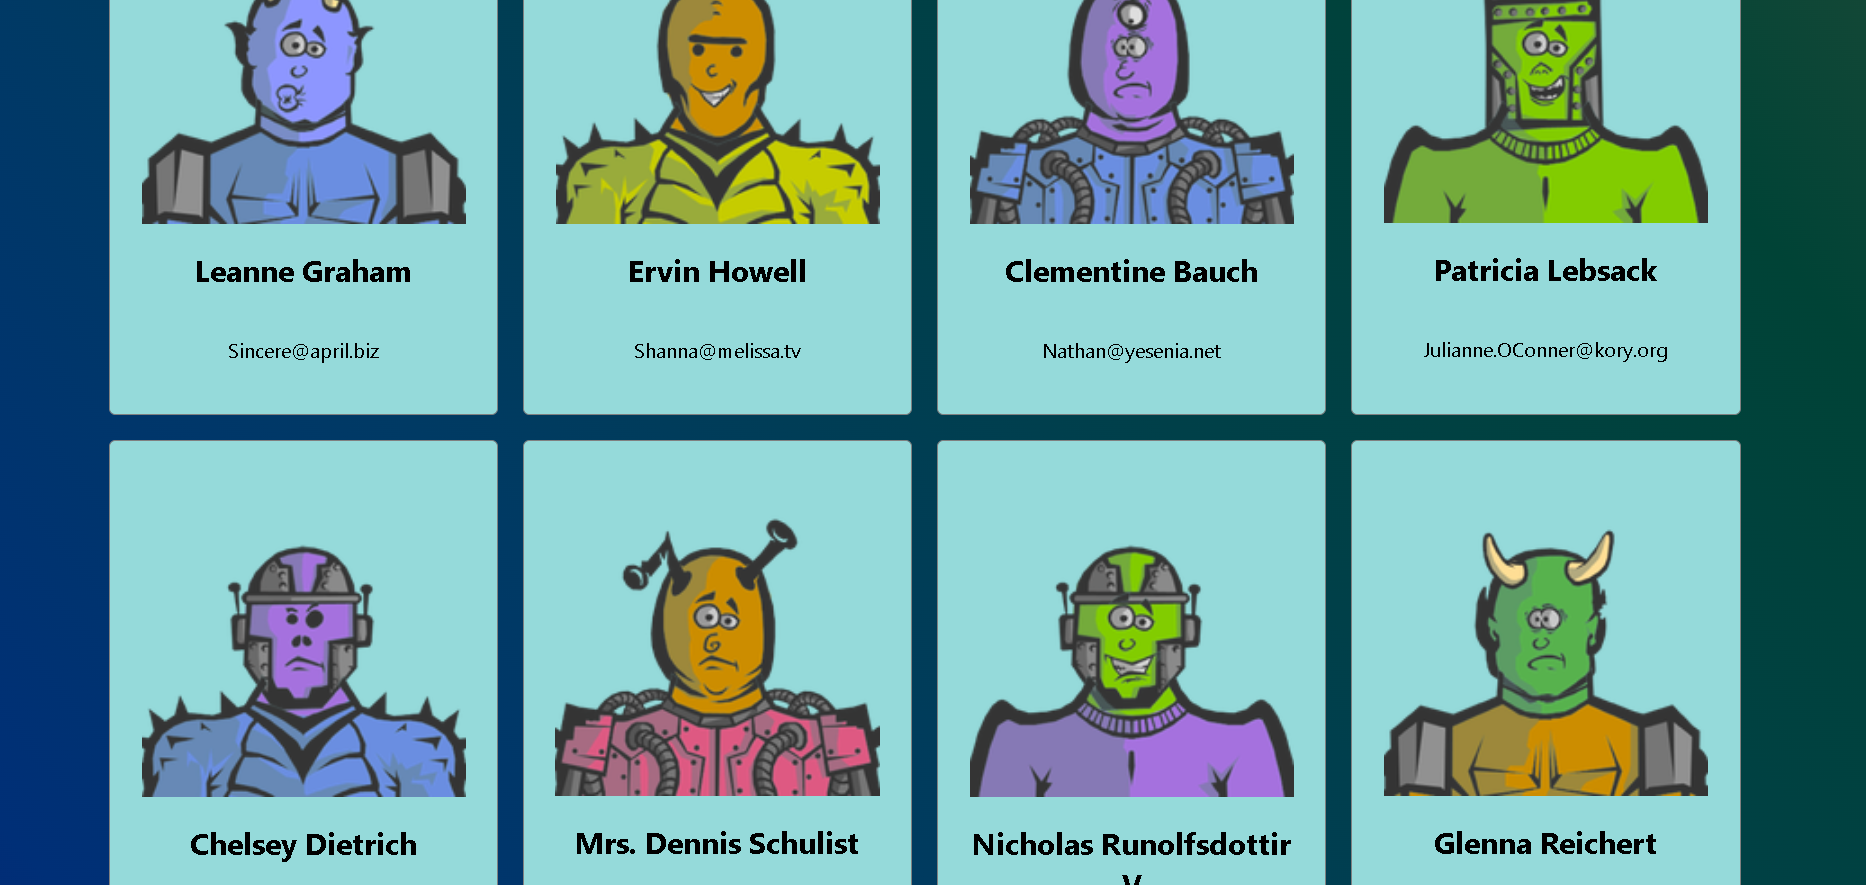 Leanne Graham
Ervin Howell
Clementine Bauch
Patricia Lebsack
Sincere@april.biz
Shanna@melissa.tv
Nathan@yesenia.net
Julianne.OConner@kory.org
Chelsey Dietrich
Mrs. Dennis Schulist
Nicholas Runolfsdottir
V
Glenna Reichert